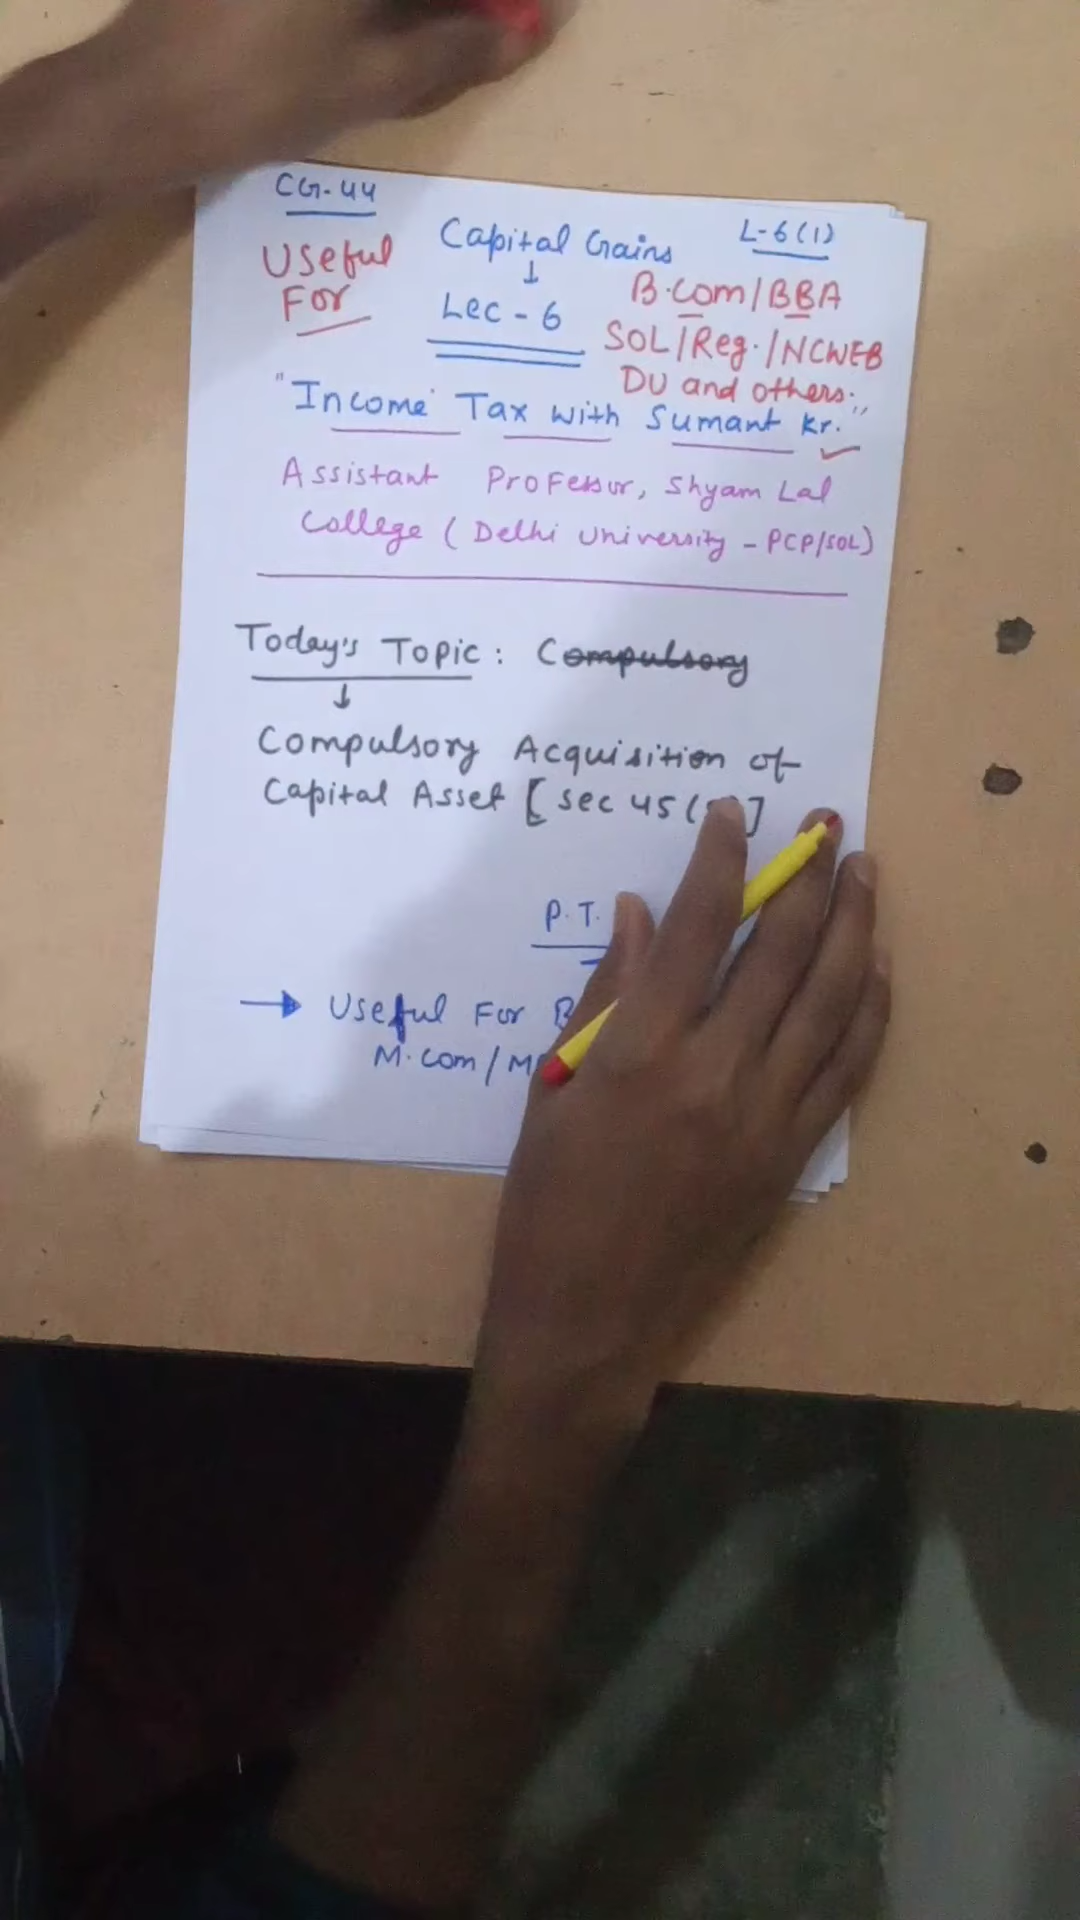 CG-44
L-6(1)
Capital Gains
↓
Lec - 6
Useful
For
B.Com/BBA
SOL/Reg./NCWEB
DU and others.
"Income Tax with Sumant Kr."
Assistant Professor, Shyam Lal
College (Delhi University - PCP/SOL)
Today's Topic: Compulsory
↓
Compulsory Acquisition of
Capital Asset [sec 45(
]
P.T.
→ Useful For B
M.com/M